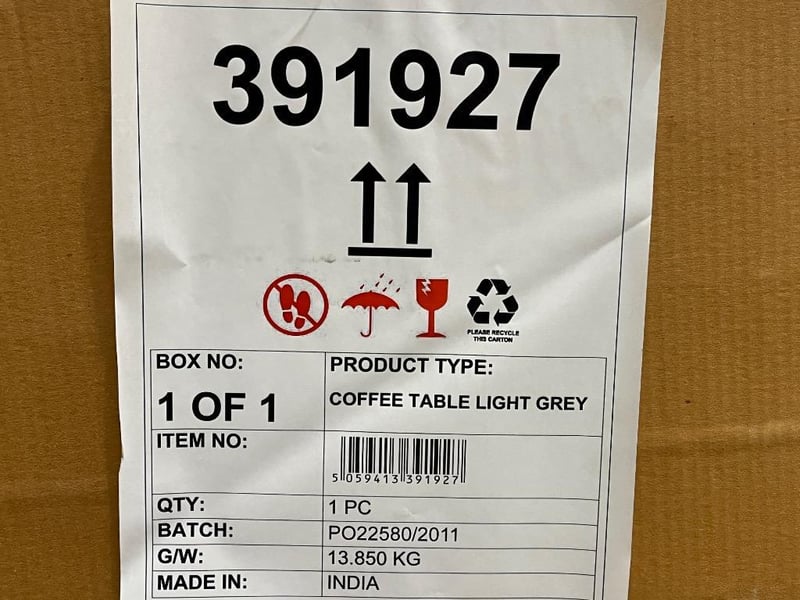 391927
PLEASE RECYCLE
THIS CARTON
BOX NO:
1 OF 1
PRODUCT TYPE:
COFFEE TABLE LIGHT GREY
ITEM NO:
5 059413 391927
QTY: 1 PC
BATCH: PO22580/2011
G/W: 13.850 KG
MADE IN: INDIA